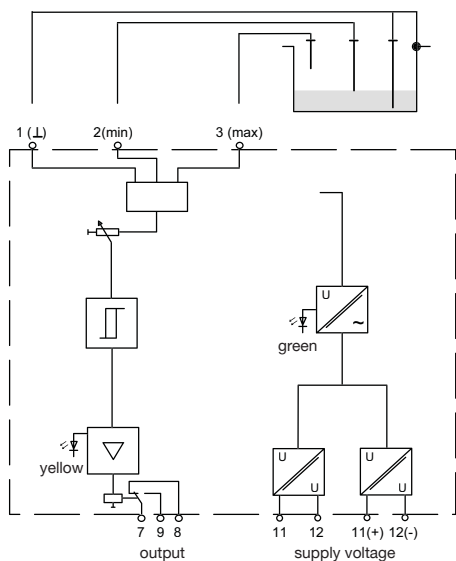 1 (⊥) 2(min) 3 (max)
U
~
green
yellow
U U
U U
7 9 8 11 12 11(+) 12(-)
output supply voltage